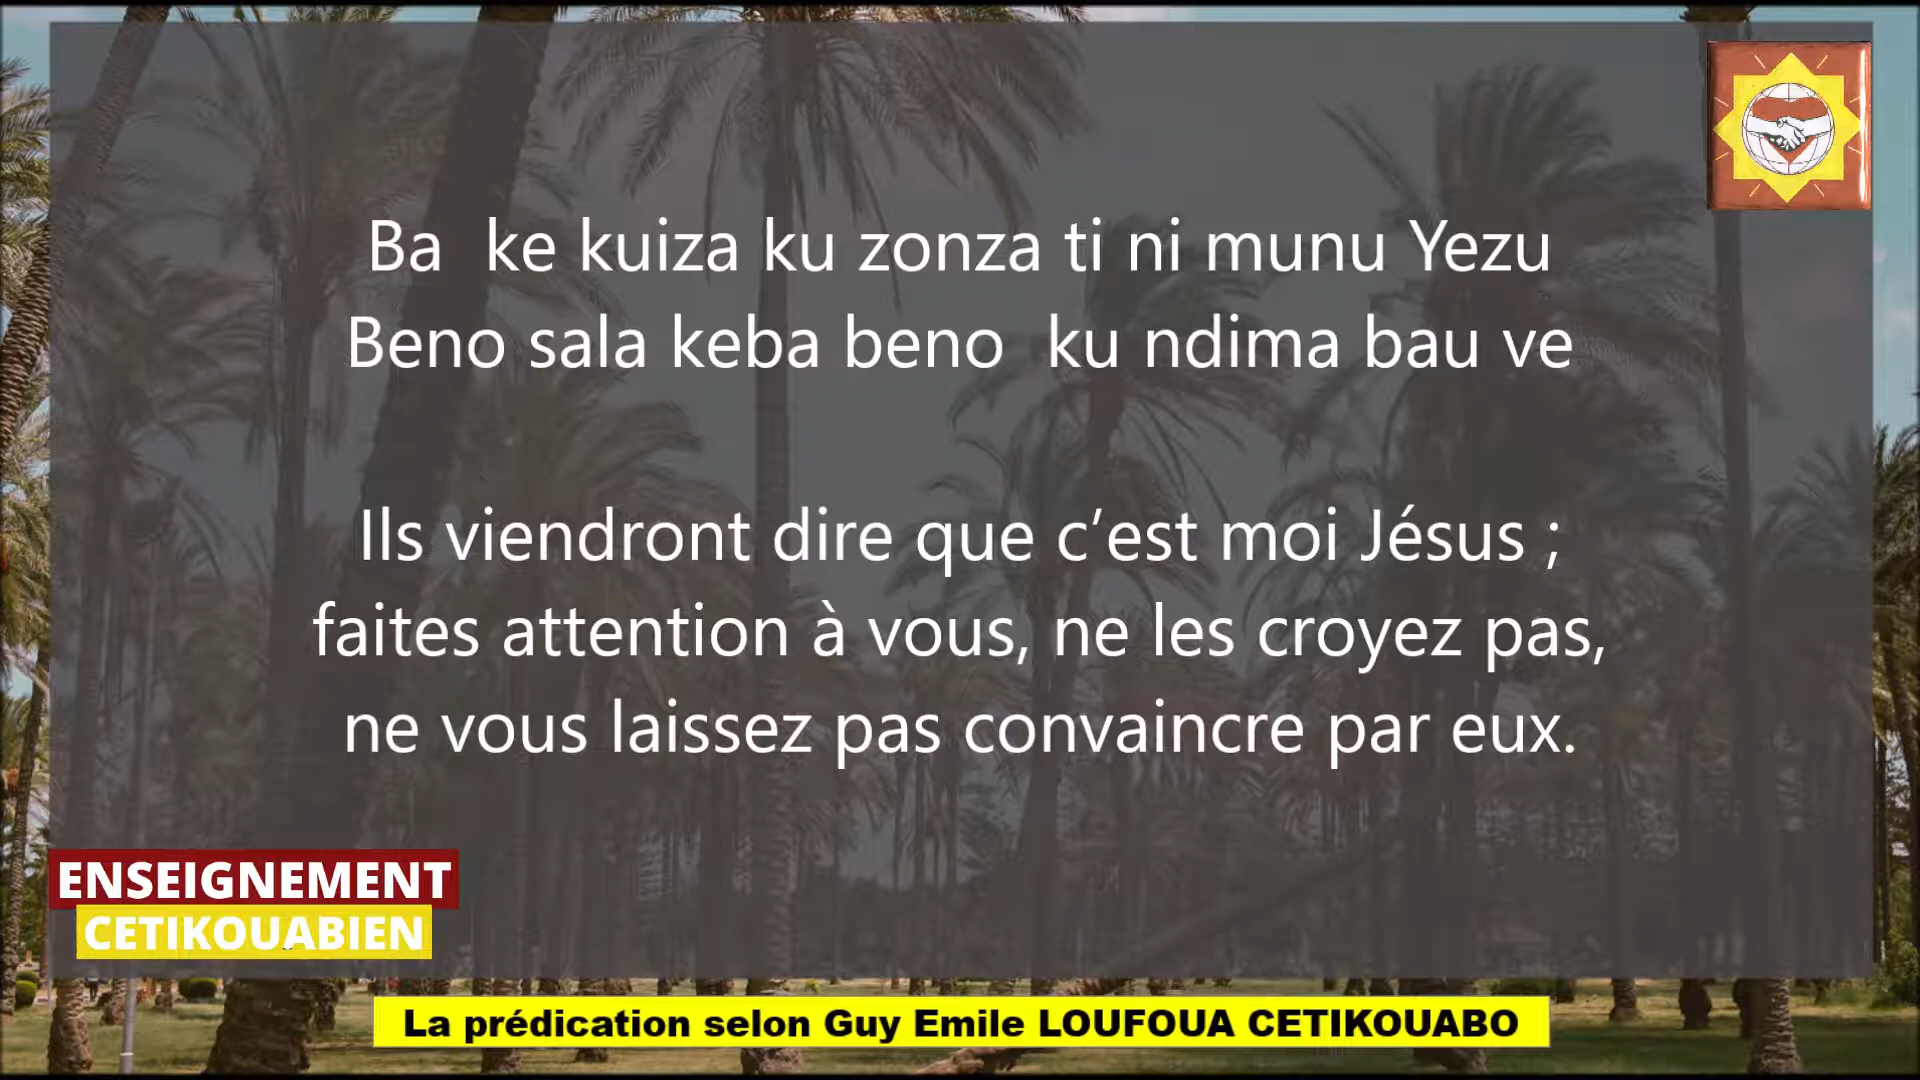 Ba ke kuiza ku zonza ti ni munu Yezu
Beno sala keba beno ku ndima bau ve
Ils viendront dire que c’est moi Jésus ;
faites attention à vous, ne les croyez pas,
ne vous laissez pas convaincre par eux.
ENSEIGNEMENT
CETIKOUABIEN
La prédication selon Guy Emile LOUFOUA CETIKOUABO